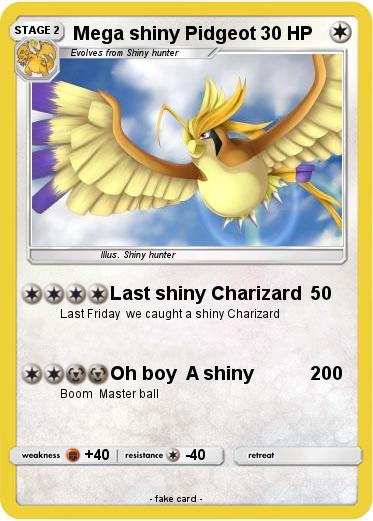 STAGE 2
Mega shiny Pidgeot 30 HP
Evolves from Shiny hunter
Illus. Shiny hunter
Last shiny Charizard 50
Last Friday we caught a shiny Charizard
Oh boy A shiny 200
Boom Master ball
weakness +40 resistance -40 retreat
- fake card -